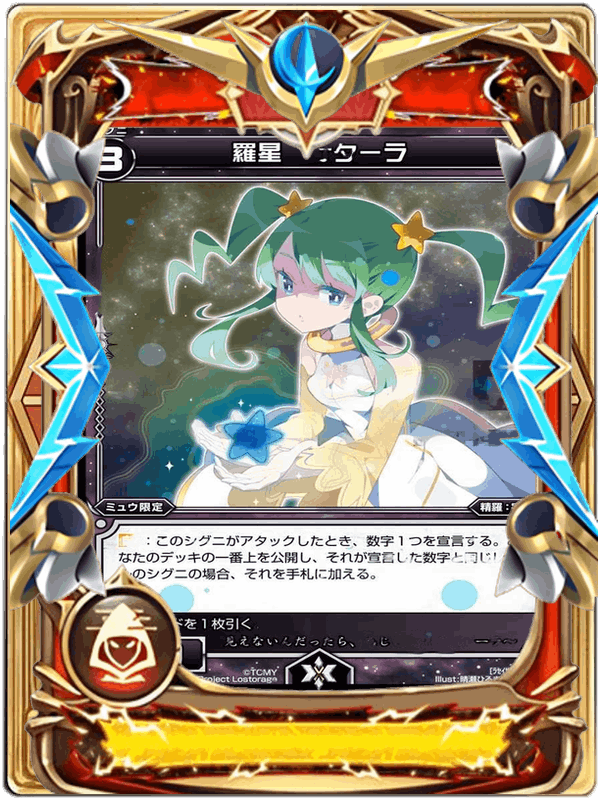 3
羅星 ターラ
ミュウ限定
精羅:
:このシグニがアタックしたとき、数字1つを宣言する。
なたのデッキの一番上を公開し、それが宣言した数字と同じ
のシグニの場合、それを手札に加える。
ドを1枚引く
見えないんだったら、
©TCMY
Project Lostorage
Illust:晴瀬ひろき